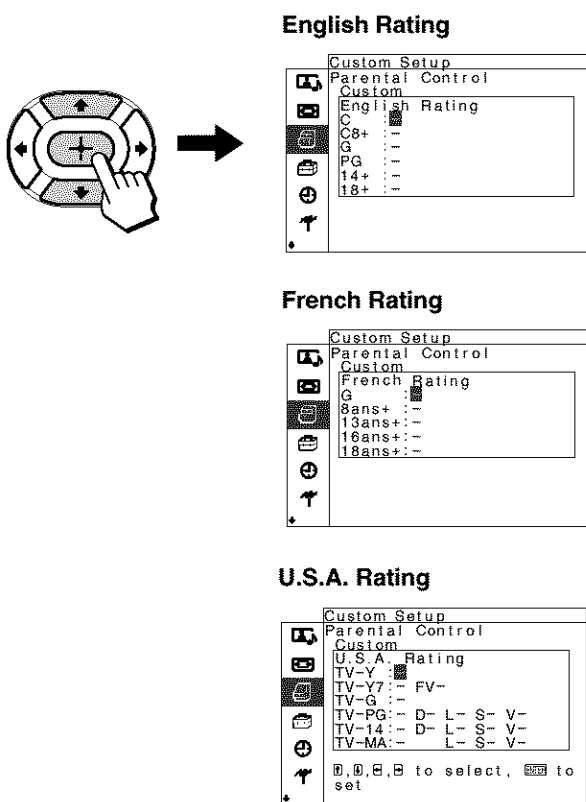 English Rating
Custom Setup
Parental Control
Custom
English Rating
C :
C8+ :–
G :–
PG :–
14+ :–
18+ :–
French Rating
Custom Setup
Parental Control
Custom
French Rating
G :
8ans+ :–
13ans+:–
16ans+:–
18ans+:–
U.S.A. Rating
Custom Setup
Parental Control
Custom
U.S.A. Rating
TV–Y :
TV–Y7:– FV–
TV–G :–
TV–PG:– D– L– S– V–
TV–14:– D– L– S– V–
TV–MA:– L– S– V–
, , , to select, ENTER to
set